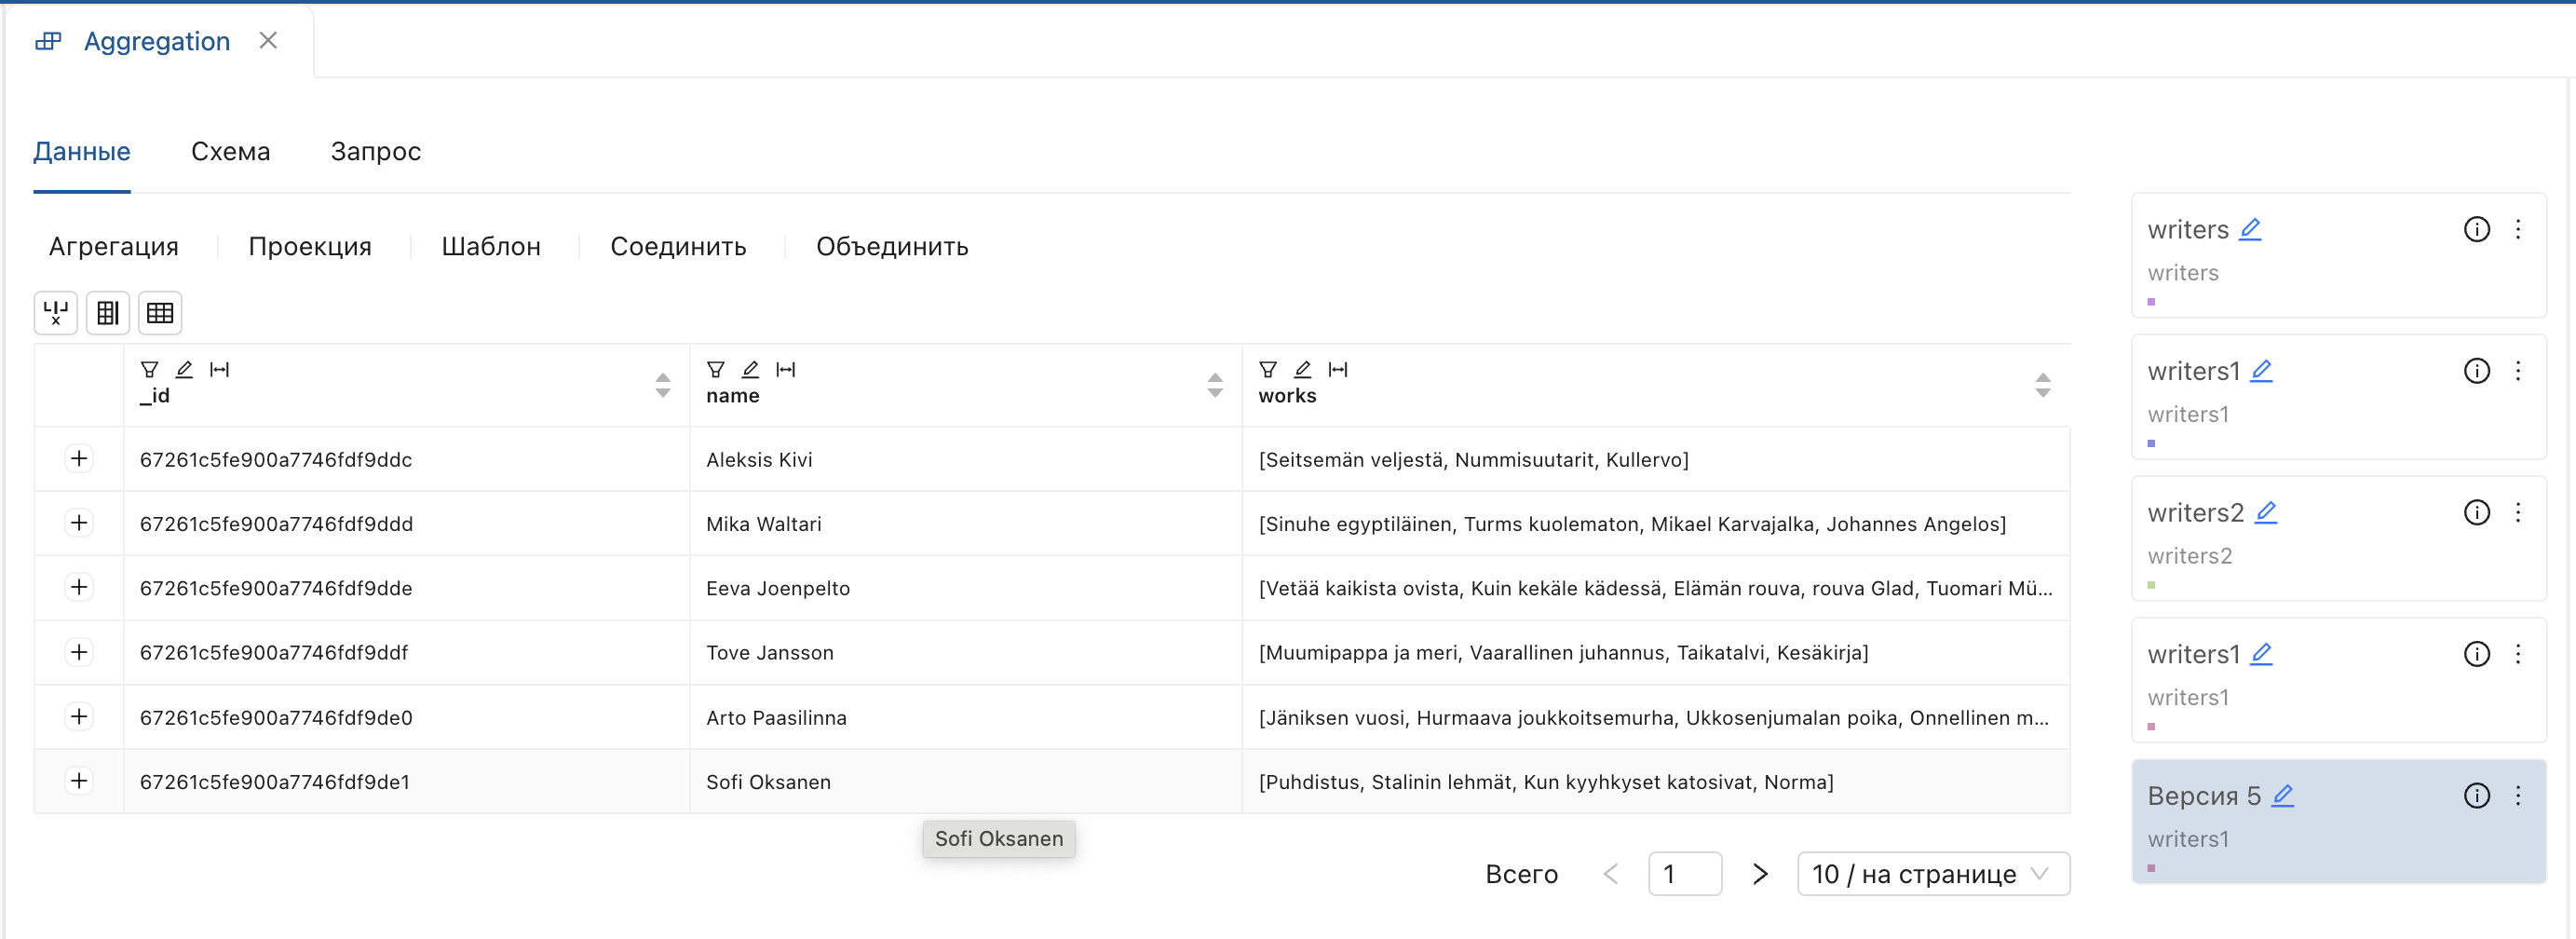 Aggregation
Данные Схема Запрос
Агрегация Проекция Шаблон Соединить Объединить
_id name works
67261c5fe900a7746fdf9ddc Aleksis Kivi [Seitsemän veljestä, Nummisuutarit, Kullervo]
67261c5fe900a7746fdf9ddd Mika Waltari [Sinuhe egyptiläinen, Turms kuolematon, Mikael Karvajalka, Johannes Angelos]
67261c5fe900a7746fdf9dde Eeva Joenpelto [Vetää kaikista ovista, Kuin kekäle kädessä, Elämän rouva, rouva Glad, Tuomari Mü...
67261c5fe900a7746fdf9ddf Tove Jansson [Muumipappa ja meri, Vaarallinen juhannus, Taikatalvi, Kesäkirja]
67261c5fe900a7746fdf9de0 Arto Paasilinna [Jäniksen vuosi, Hurmaava joukkoitsemurha, Ukkosenjumalan poika, Onnellinen m...
67261c5fe900a7746fdf9de1 Sofi Oksanen [Puhdistus, Stalinin lehmät, Kun kyyhkyset katosivat, Norma]
Sofi Oksanen
Всего 1 10 / на странице
writers
writers
writers1
writers1
writers2
writers2
writers1
writers1
Версия 5
writers1